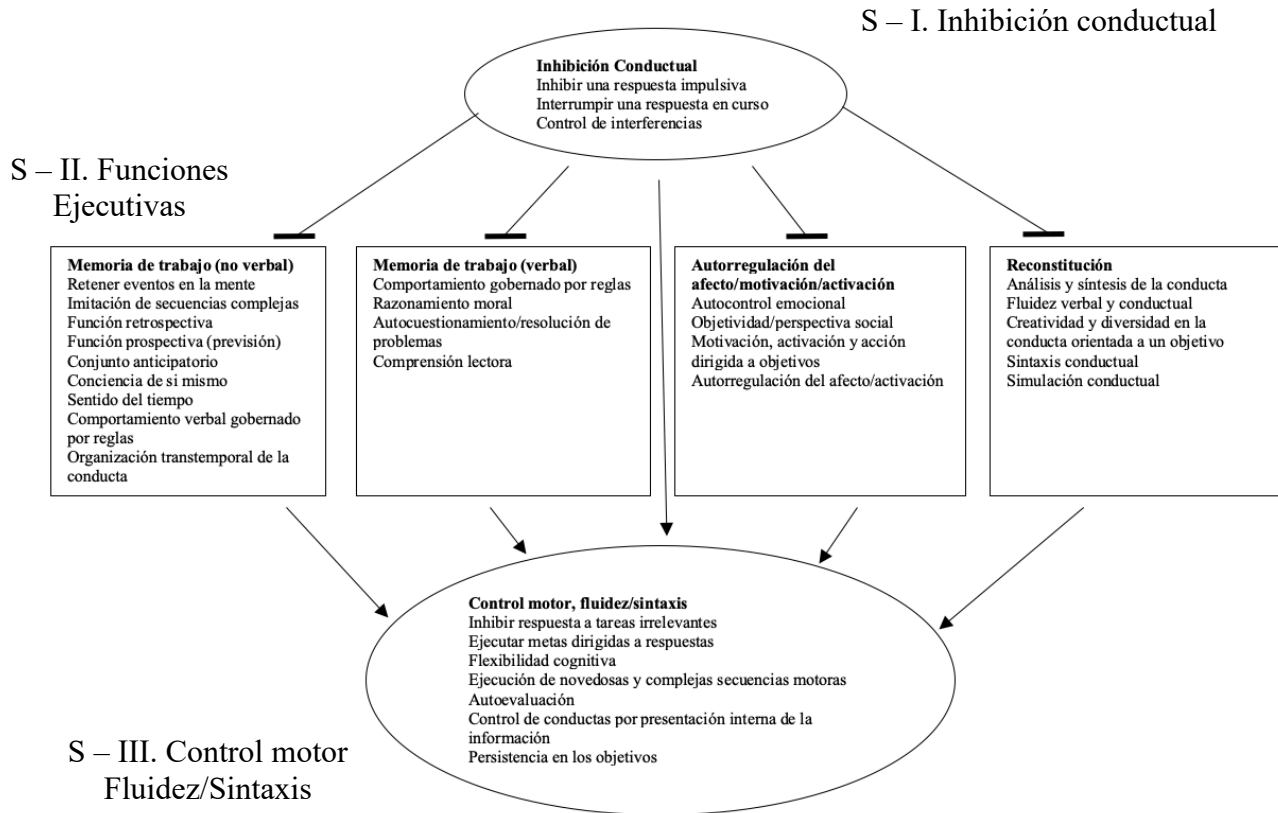 S – I. Inhibición conductual
Inhibición Conductual
Inhibir una respuesta impulsiva
Interrumpir una respuesta en curso
Control de interferencias
S – II. Funciones
Ejecutivas
Memoria de trabajo (no verbal)
Retener eventos en la mente
Imitación de secuencias complejas
Función retrospectiva
Función prospectiva (previsión)
Conjunto anticipatorio
Conciencia de si mismo
Sentido del tiempo
Comportamiento verbal gobernado
por reglas
Organización transtemporal de la
conducta
Memoria de trabajo (verbal)
Comportamiento gobernado por reglas
Razonamiento moral
Autocuestionamiento/resolución de
problemas
Comprensión lectora
Autorregulación del
afecto/motivación/activación
Autocontrol emocional
Objetividad/perspectiva social
Motivación, activación y acción
dirigida a objetivos
Autorregulación del afecto/activación
Reconstitución
Análisis y síntesis de la conducta
Fluidez verbal y conductual
Creatividad y diversidad en la
conducta orientada a un objetivo
Sintaxis conductual
Simulación conductual
Control motor, fluidez/sintaxis
Inhibir respuesta a tareas irrelevantes
Ejecutar metas dirigidas a respuestas
Flexibilidad cognitiva
Ejecución de novedosas y complejas secuencias motoras
Autoevaluación
Control de conductas por presentación interna de la
información
Persistencia en los objetivos
S – III. Control motor
Fluidez/Sintaxis